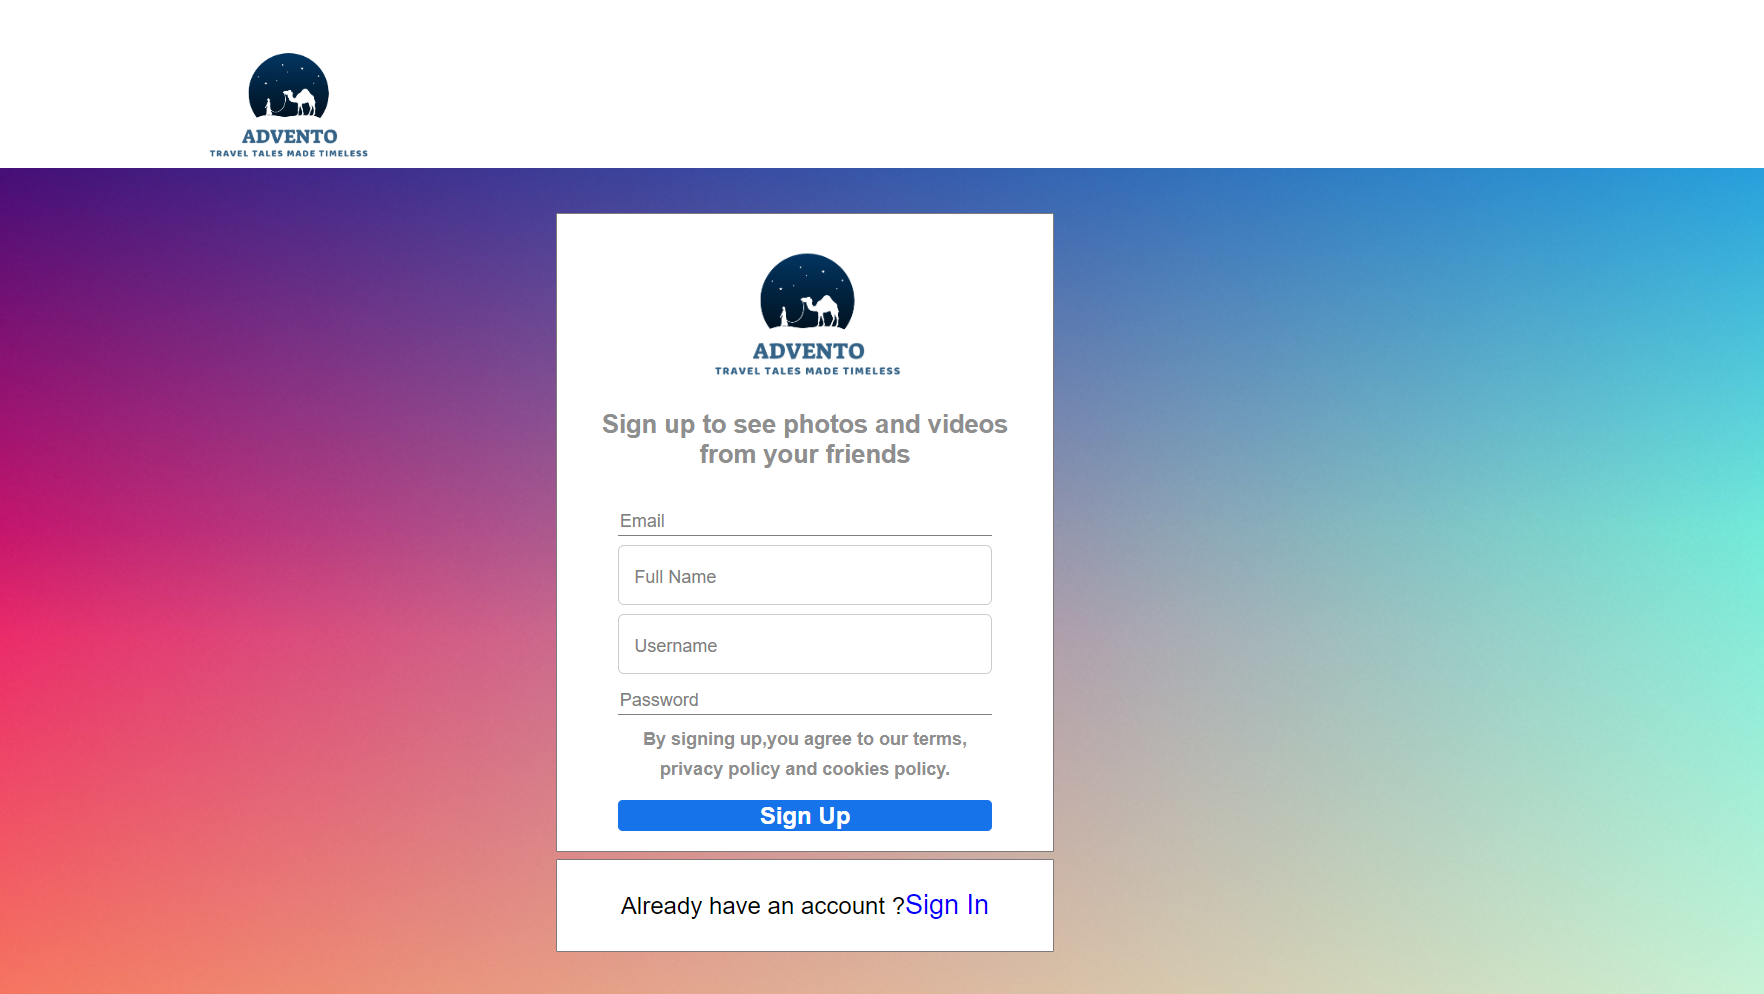 ADVENTO
TRAVEL TALES MADE TIMELESS
ADVENTO
TRAVEL TALES MADE TIMELESS
Sign up to see photos and videos
from your friends
Email
Full Name
Username
Password
By signing up,you agree to our terms,
privacy policy and cookies policy.
Sign Up
Already have an account ?Sign In